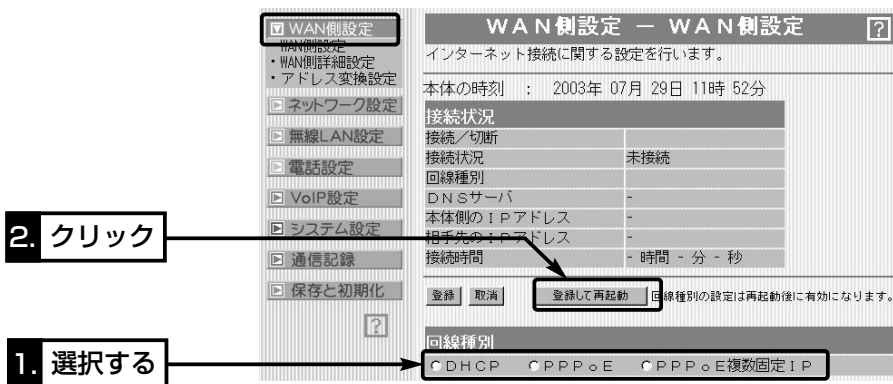 WAN側設定
・WAN側設定
・WAN側詳細設定
・アドレス変換設定
ネットワーク設定
無線LAN設定
電話設定
VoIP設定
システム設定
通信記録
保存と初期化
?
WAN側設定 － WAN側設定
?
インターネット接続に関する設定を行います。
本体の時刻 ： 2003年 07月 29日 11時 52分
接続状況
接続／切断
接続状況 未接続
回線種別
DNSサーバ -
本体側のＩＰアドレス -
相手先のＩＰアドレス -
接続時間 - 時間 - 分 - 秒
登録 取消 登録して再起動 回線種別の設定は再起動後に有効になります。
回線種別
ＤＨＣＰ ＰＰＰｏＥ ＰＰＰｏＥ複数固定ＩＰ
2. クリック
1. 選択する